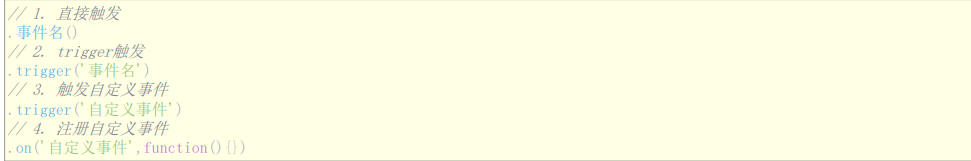 // 1. 直接触发
.事件名()
// 2. trigger触发
.trigger('事件名')
// 3. 触发自定义事件
.trigger('自定义事件')
// 4. 注册自定义事件
.on('自定义事件',function(){})